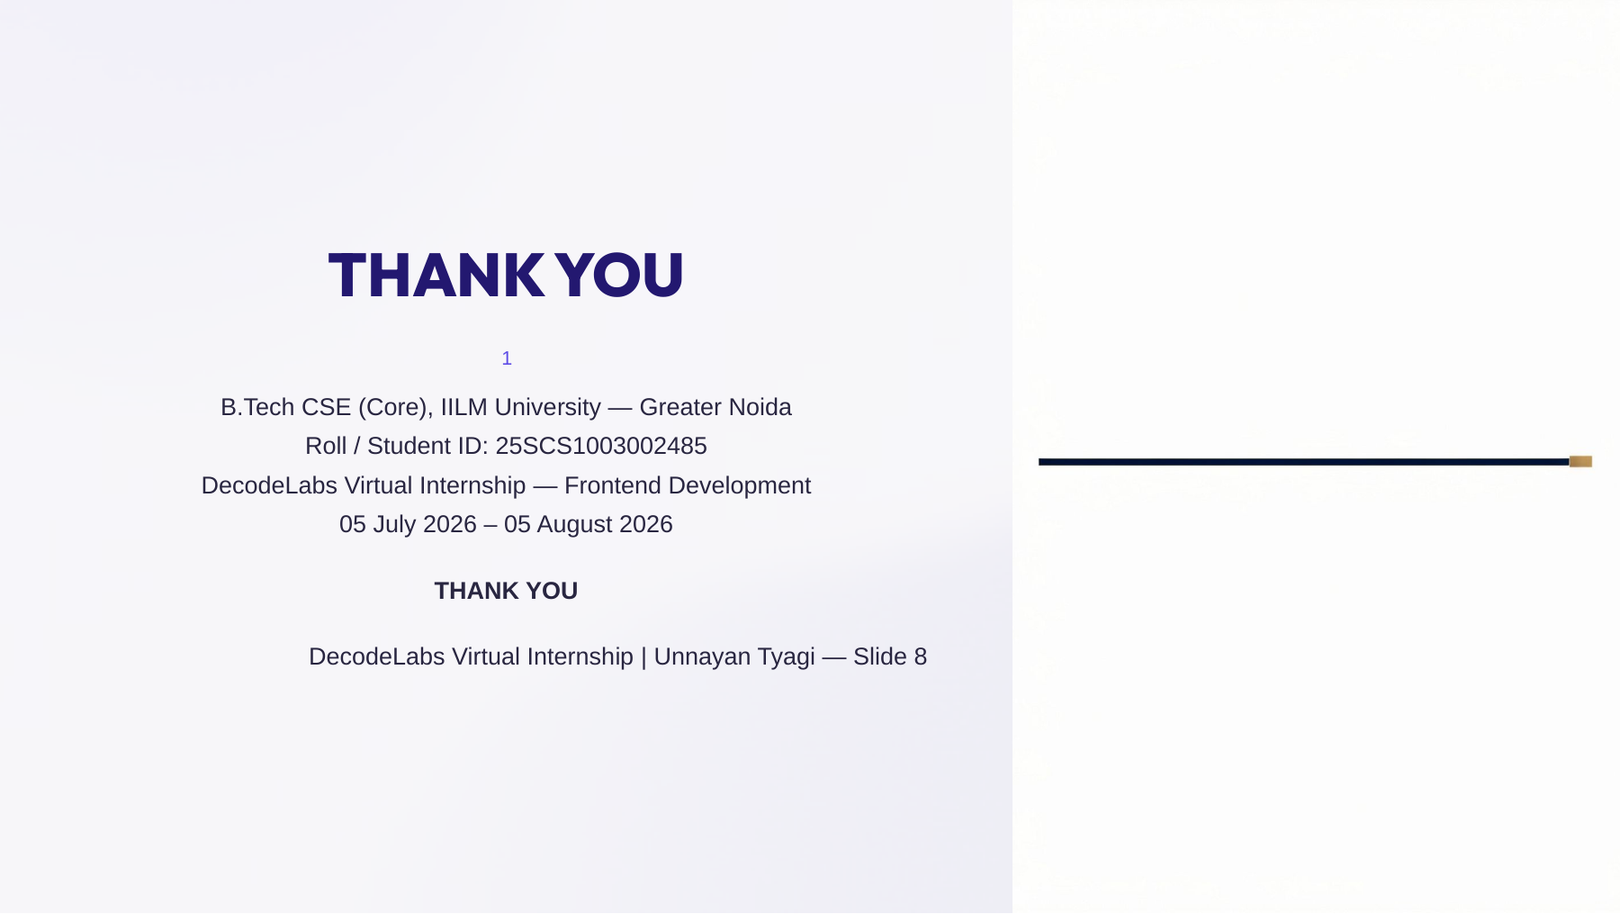 THANK YOU
1
B.Tech CSE (Core), IILM University — Greater Noida
Roll / Student ID: 25SCS1003002485
DecodeLabs Virtual Internship — Frontend Development
05 July 2026 – 05 August 2026
THANK YOU
DecodeLabs Virtual Internship | Unnayan Tyagi — Slide 8